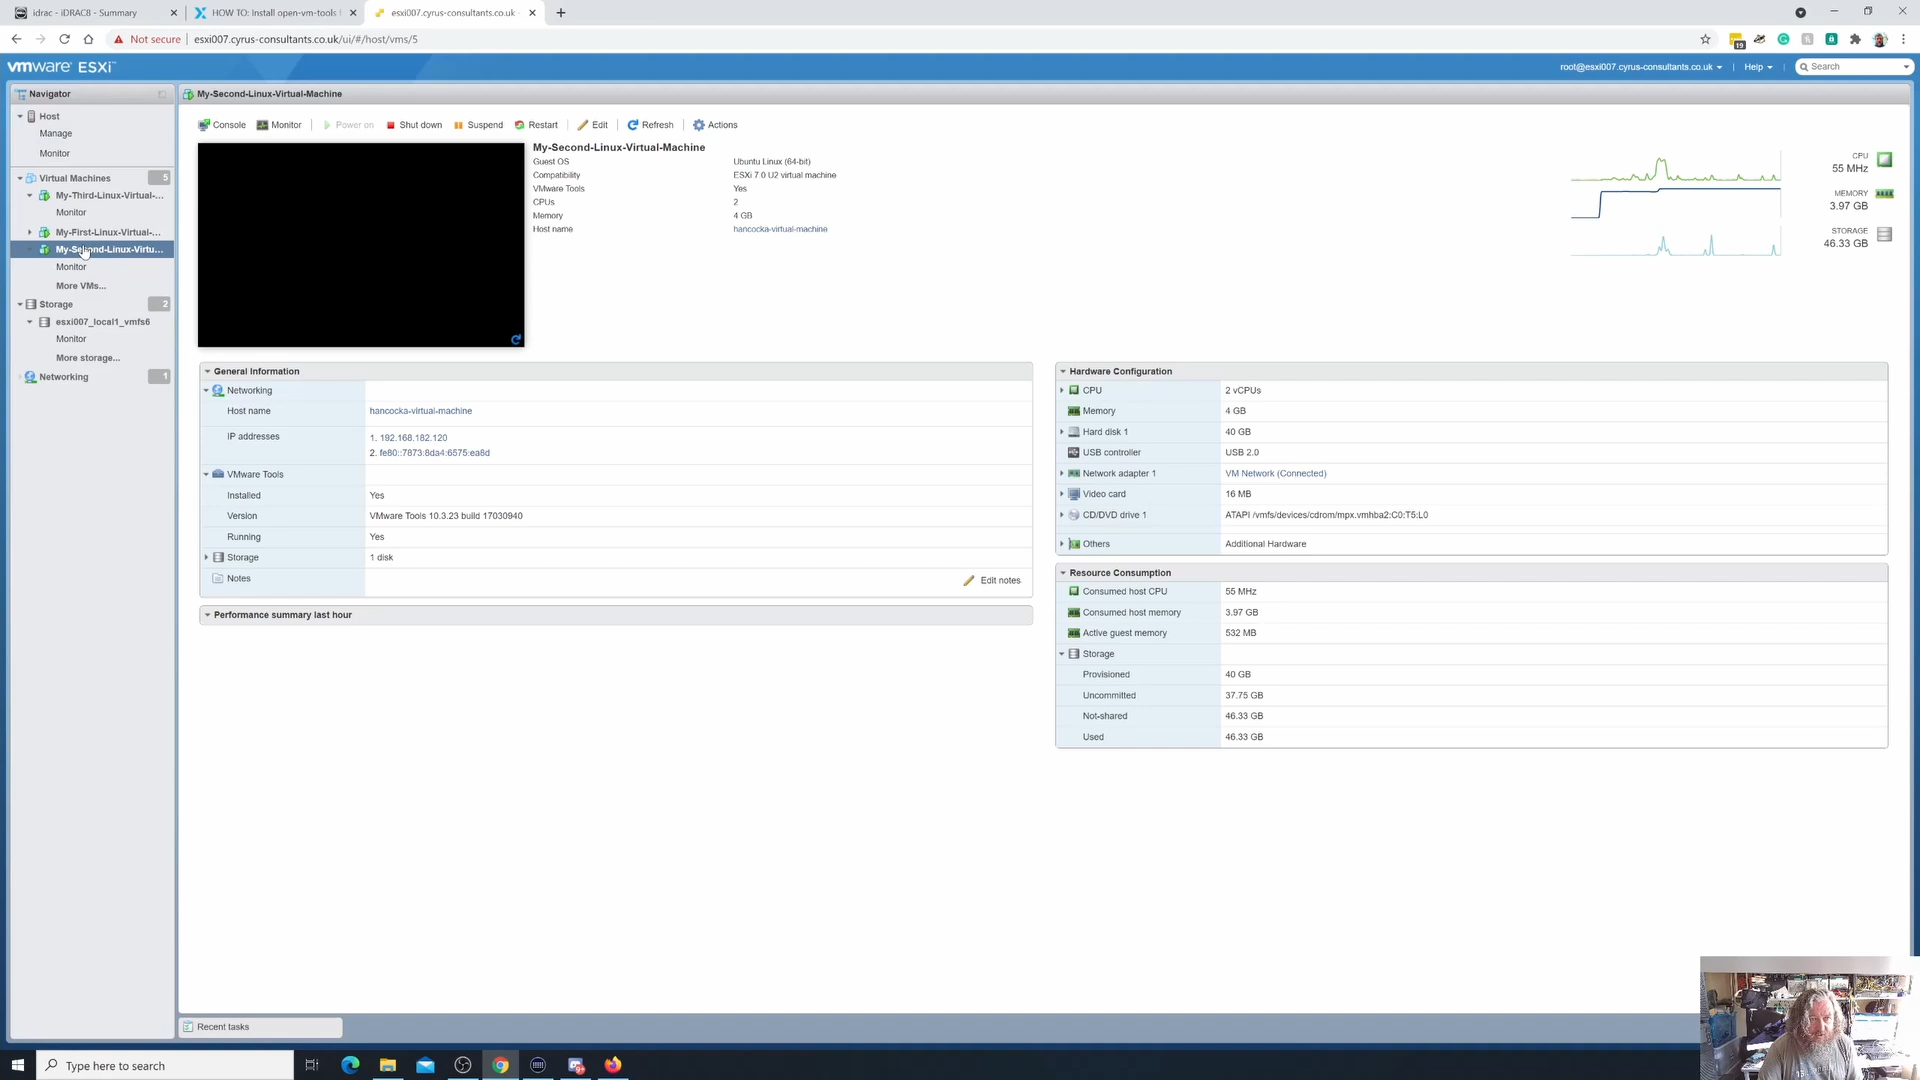 idrac - iDRAC8 - Summary
HOW TO: Install open-vm-tools
esxi007.cyrus-consultants.co.uk
Not secure
esxi007.cyrus-consultants.co.uk/ui/#/host/vms/5
19
vmware ESXi
root@esxi007.cyrus-consultants.co.uk
Help
Search
Navigator
Host
Manage
Monitor
Virtual Machines 5
My-Third-Linux-Virtual-...
Monitor
My-First-Linux-Virtual-...
My-Second-Linux-Virtu...
Monitor
More VMs...
Storage 2
esxi007_local1_vmfs6
Monitor
More storage...
Networking 1
My-Second-Linux-Virtual-Machine
Console Monitor Power on Shut down Suspend Restart Edit Refresh Actions
My-Second-Linux-Virtual-Machine
Guest OS Ubuntu Linux (64-bit)
Compatibility ESXi 7.0 U2 virtual machine
VMware Tools Yes
CPUs 2
Memory 4 GB
Host name hancocka-virtual-machine
CPU
55 MHz
MEMORY
3.97 GB
STORAGE
46.33 GB
General Information
Networking
Host name hancocka-virtual-machine
IP addresses 1. 192.168.182.120
2. fe80::7873:8da4:6575:ea8d
VMware Tools
Installed Yes
Version VMware Tools 10.3.23 build 17030940
Running Yes
Storage 1 disk
Notes
Edit notes
Performance summary last hour
Hardware Configuration
CPU 2 vCPUs
Memory 4 GB
Hard disk 1 40 GB
USB controller USB 2.0
Network adapter 1 VM Network (Connected)
Video card 16 MB
CD/DVD drive 1 ATAPI /vmfs/devices/cdrom/mpx.vmhba2:C0:T5:L0
Others Additional Hardware
Resource Consumption
Consumed host CPU 55 MHz
Consumed host memory 3.97 GB
Active guest memory 532 MB
Storage
Provisioned 40 GB
Uncommitted 37.75 GB
Not-shared 46.33 GB
Used 46.33 GB
Recent tasks
Type here to search